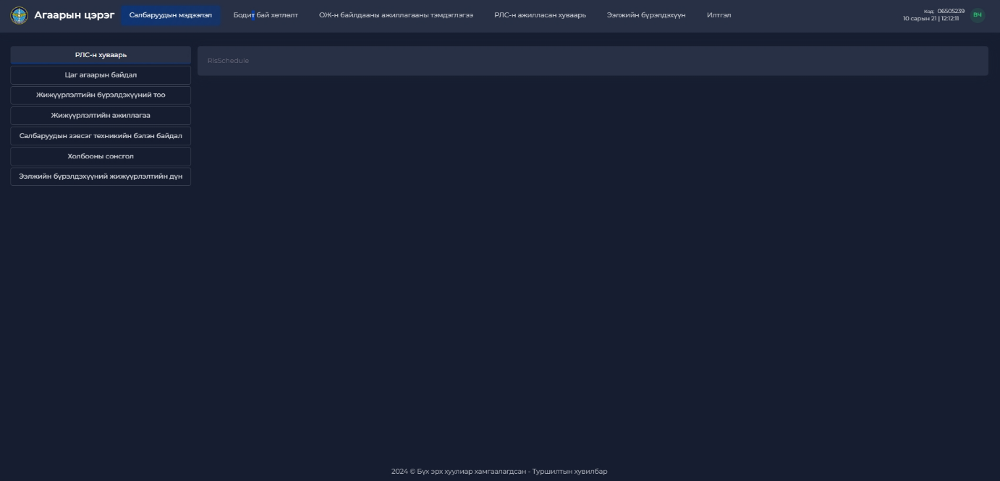 Агаарын цэрэг
Салбаруудын мэдээлэл
Бодит бай хөтлөлт
ОЖ-н байлдааны ажиллагааны тэмдэглэгээ
РЛС-н ажилласан хуваарь
Ээлжийн бүрэлдэхүүн
Илтгэл
Код: 06505239
10 сарын 21 | 12:12:11
ВЧ
РЛС-н хуваарь
Цаг агаарын байдал
Жижүүрлэлтийн бүрэлдэхүүний тоо
Жижүүрлэлтийн ажиллагаа
Салбаруудын зэвсэг техникийн бэлэн байдал
Холбооны сонсгол
Ээлжийн бүрэлдэхүүний жижүүрлэлтийн дүн
RlsSchedule
2024 © Бүх эрх хуулиар хамгаалагдсан - Туршилтын хувилбар